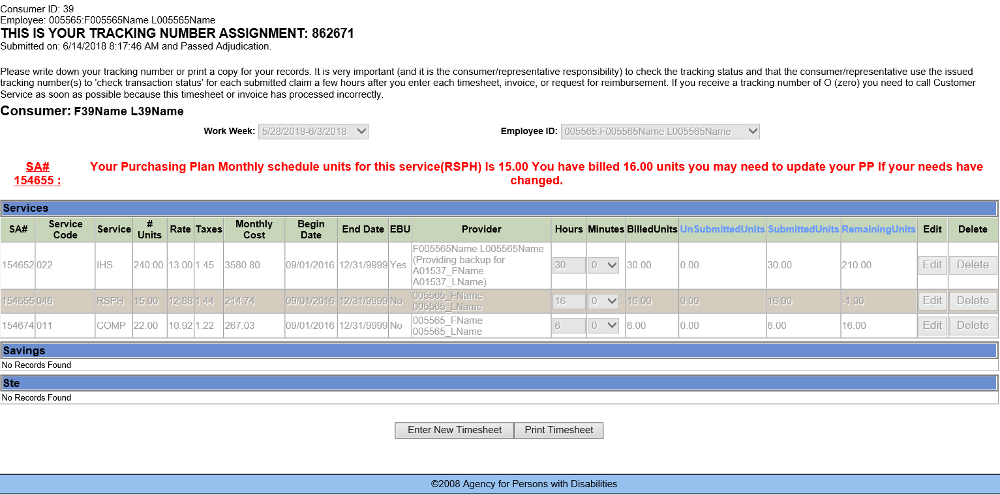 Consumer ID: 39
Employee: 005565:F005565Name L005565Name
THIS IS YOUR TRACKING NUMBER ASSIGNMENT: 862671
Submitted on: 6/14/2018 8:17:46 AM and Passed Adjudication.
Please write down your tracking number or print a copy for your records. It is very important (and it is the consumer/representative responsibility) to check the tracking status and that the consumer/representative use the issued
tracking number(s) to 'check transaction status' for each submitted claim a few hours after you enter each timesheet, invoice, or request for reimbursement. If you receive a tracking number of O (zero) you need to call Customer
Service as soon as possible because this timesheet or invoice has processed incorrectly.
Consumer: F39Name L39Name
Work Week: 5/28/2018-6/3/2018 Employee ID: 005565:F005565Name L005565Name
SA# 154655 :
Your Purchasing Plan Monthly schedule units for this service(RSPH) Is 15.00 You have billed 16.00 units you may need to update your PP If your needs have
changed.
Services
SA# Service Code Service # Units Rate Taxes Monthly Cost Begin Date End Date EBU Provider Hours Minutes BilledUnits UnSubmittedUnits SubmittedUnits RemainingUnits Edit Delete
154652 022 IHS 240.00 13.00 1.45 3580.80 09/01/2016 12/31/9999 Yes F005565Name L005565Name (Providing backup for A01537_FName A01537_LName) 30 0 30.00 0.00 30.00 210.00 Edit Delete
154655 046 RSPH 15.00 12.88 1.44 214.74 09/01/2016 12/31/9999 No 005565_FName 005565_LName 16 0 16.00 0.00 16.00 -1.00 Edit Delete
154674 011 COMP 22.00 10.92 1.22 267.03 09/01/2016 12/31/9999 No 005565_FName 005565_LName 6 0 6.00 0.00 6.00 16.00 Edit Delete
Savings
No Records Found
Ste
No Records Found
Enter New Timesheet Print Timesheet
©2008 Agency for Persons with Disabilities